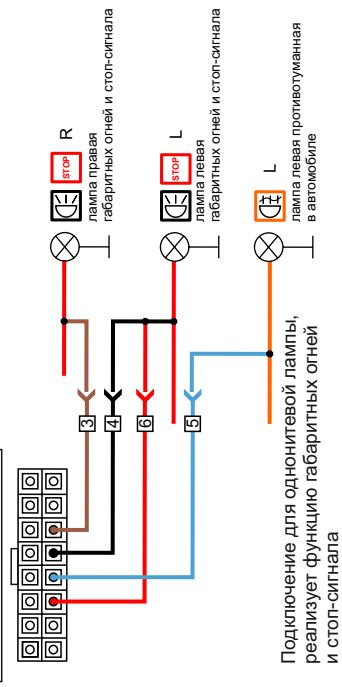 STOP R
лампа правая
габаритных огней и стоп-сигнала
STOP L
лампа левая
габаритных огней и стоп-сигнала
L
лампа левая противотуманная
в автомобиле
3
4
6
5
Подключение для однонитевой лампы,
реализует функцию габаритных огней
и стоп-сигнала